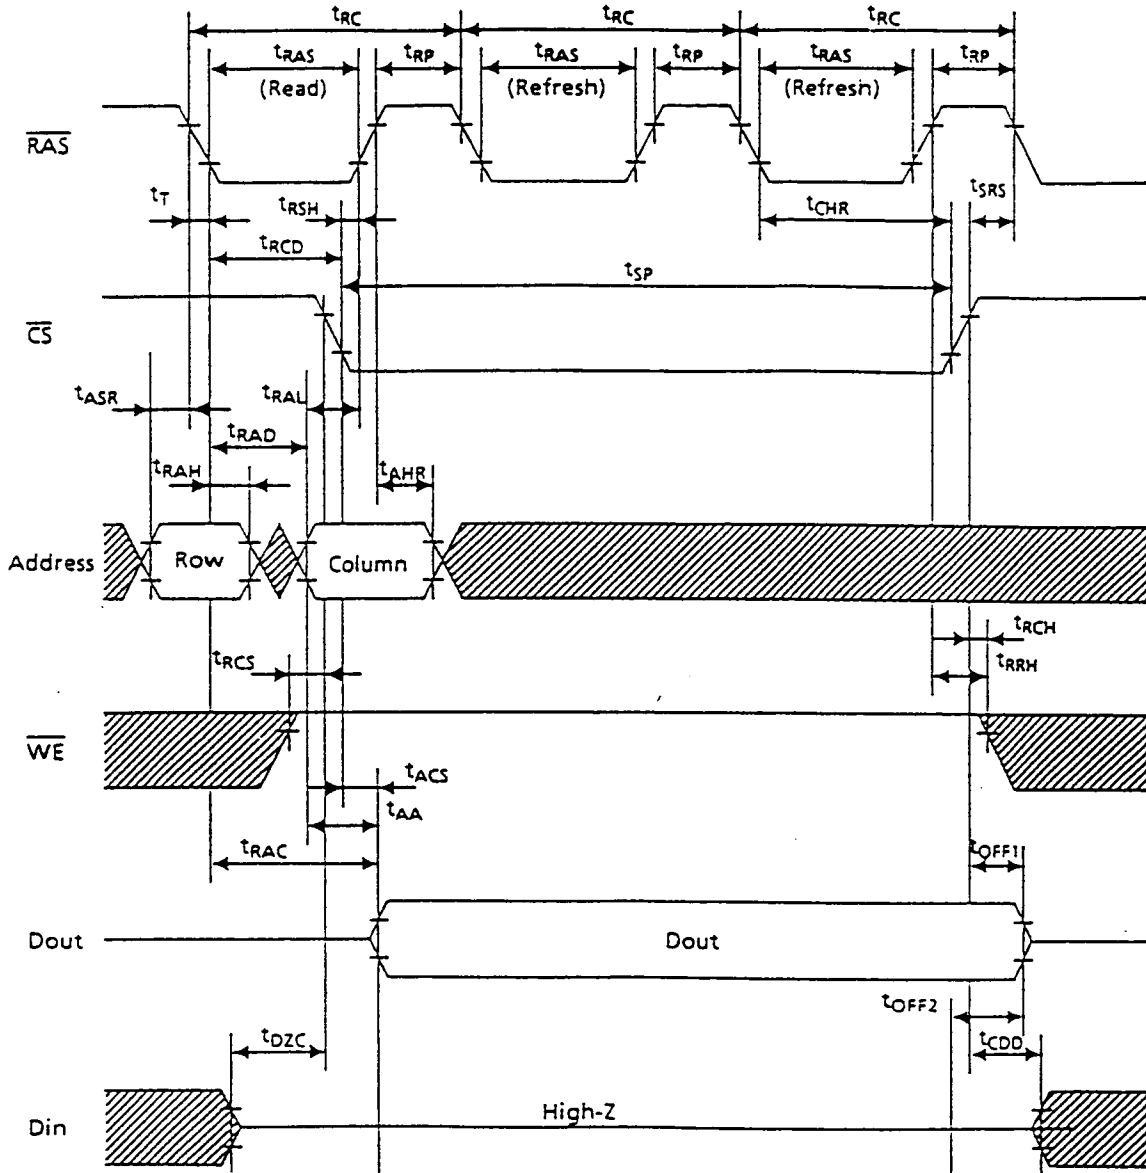 tRC tRC tRC
tRAS tRP tRAS tRP tRAS tRP
(Read) (Refresh) (Refresh)
RAS
tT tRSH tCHR tSRS
tRCD
tSP
CS
tASR tRAL
tRAD
tRAH tAHR
Address Row Column
tRCH
tRCS tRRH
WE
tACS
tAA
tRAC tOFF1
Dout Dout
tOFF2
tDZC tCDD
High-Z
Din